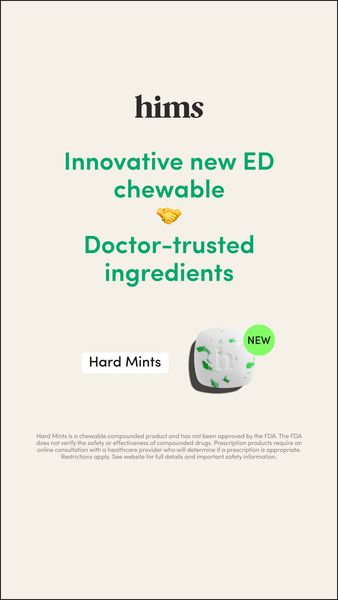 hims
Innovative new ED
chewable
🤝
Doctor-trusted
ingredients
NEW
Hard Mints
h
Hard Mints is a chewable compounded product and has not been approved by the FDA. The FDA
does not verify the safety or effectiveness of compounded drugs. Prescription products require an
online consultation with a healthcare provider who will determine if a prescription is appropriate.
Restrictions apply. See website for full details and important safety information.